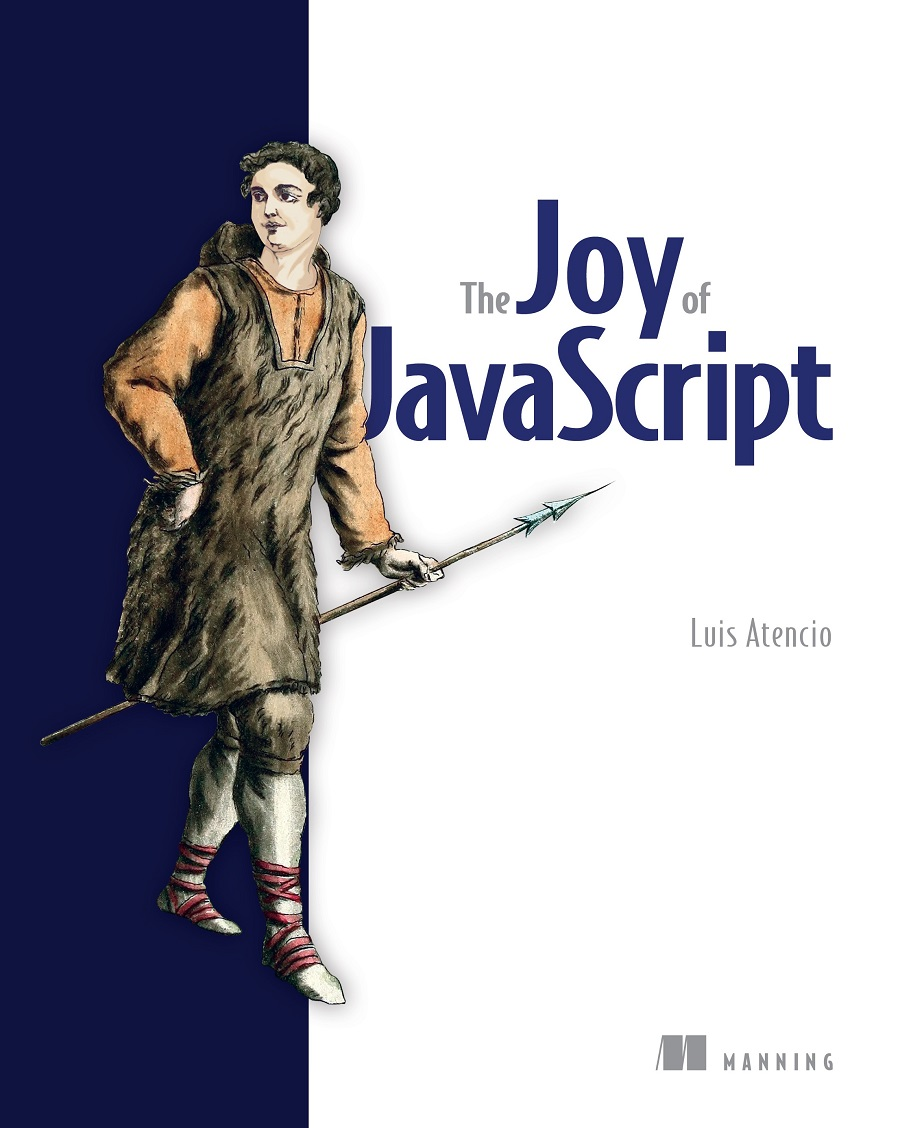 The Joy of
JavaScript
Luis Atencio
MANNING